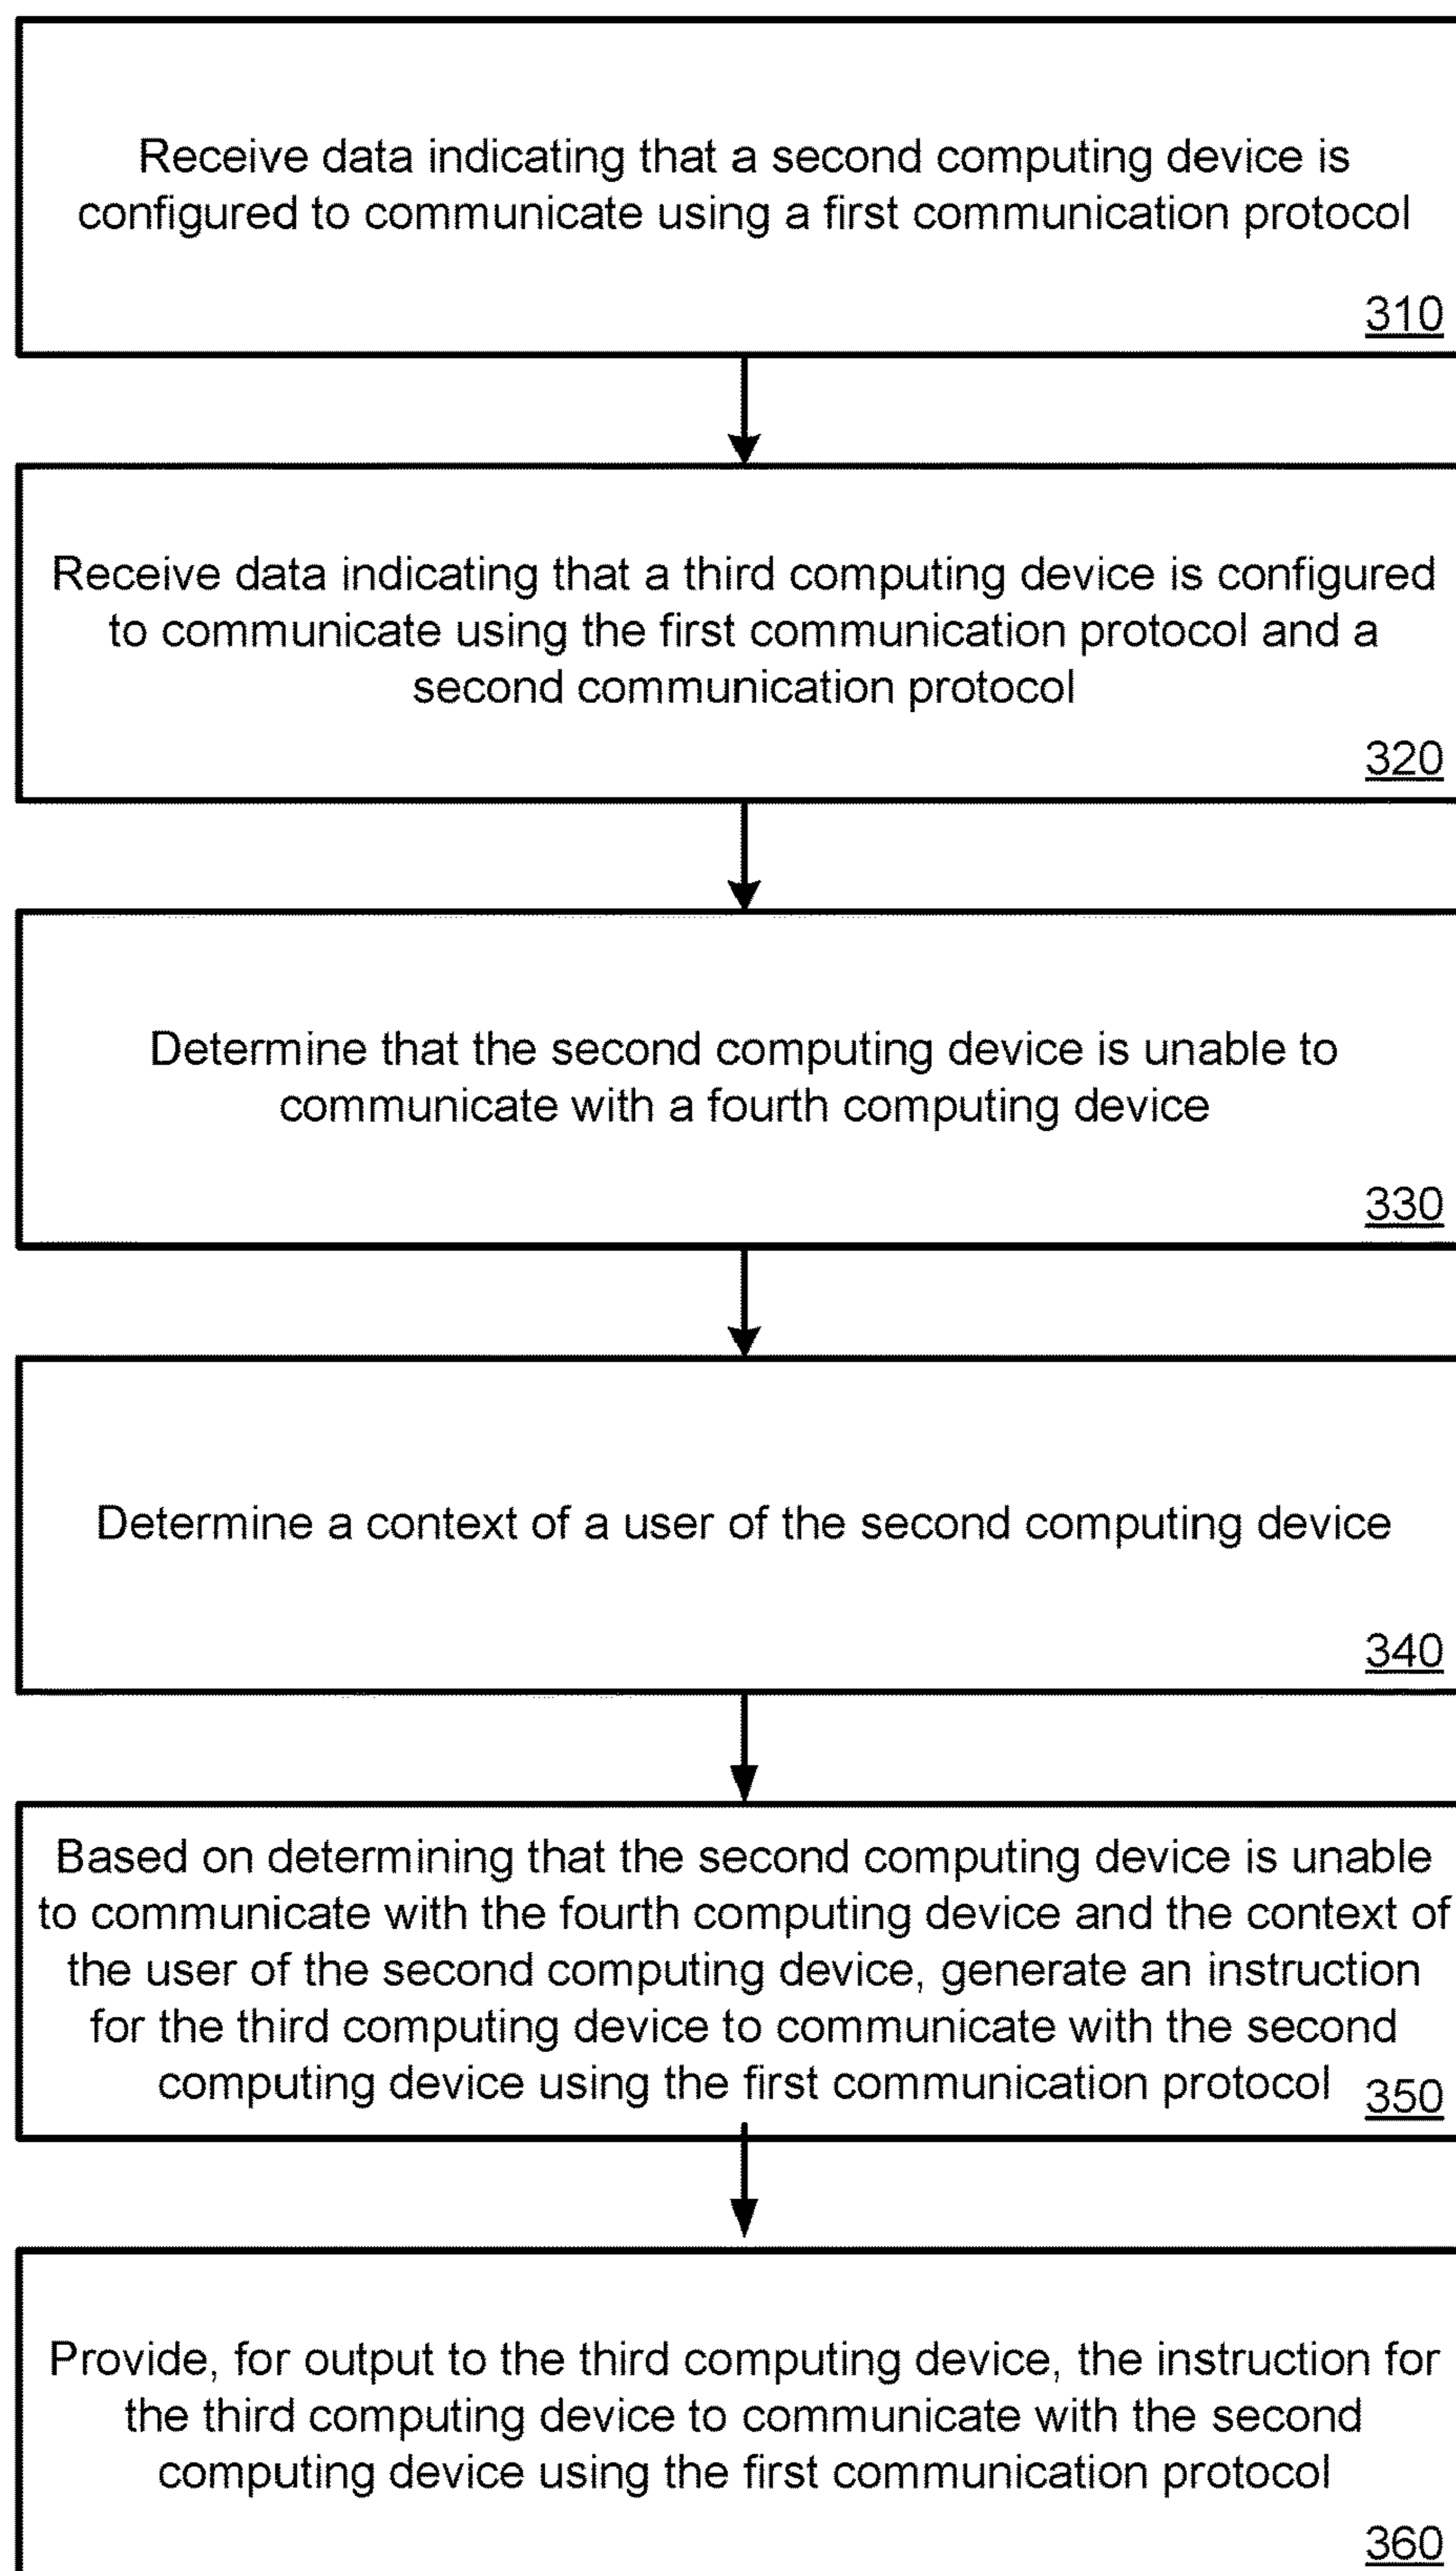 Receive data indicating that a second computing device is
configured to communicate using a first communication protocol
310
Receive data indicating that a third computing device is configured
to communicate using the first communication protocol and a
second communication protocol
320
Determine that the second computing device is unable to
communicate with a fourth computing device
330
Determine a context of a user of the second computing device
340
Based on determining that the second computing device is unable
to communicate with the fourth computing device and the context of
the user of the second computing device, generate an instruction
for the third computing device to communicate with the second
computing device using the first communication protocol
350
Provide, for output to the third computing device, the instruction for
the third computing device to communicate with the second
computing device using the first communication protocol
360